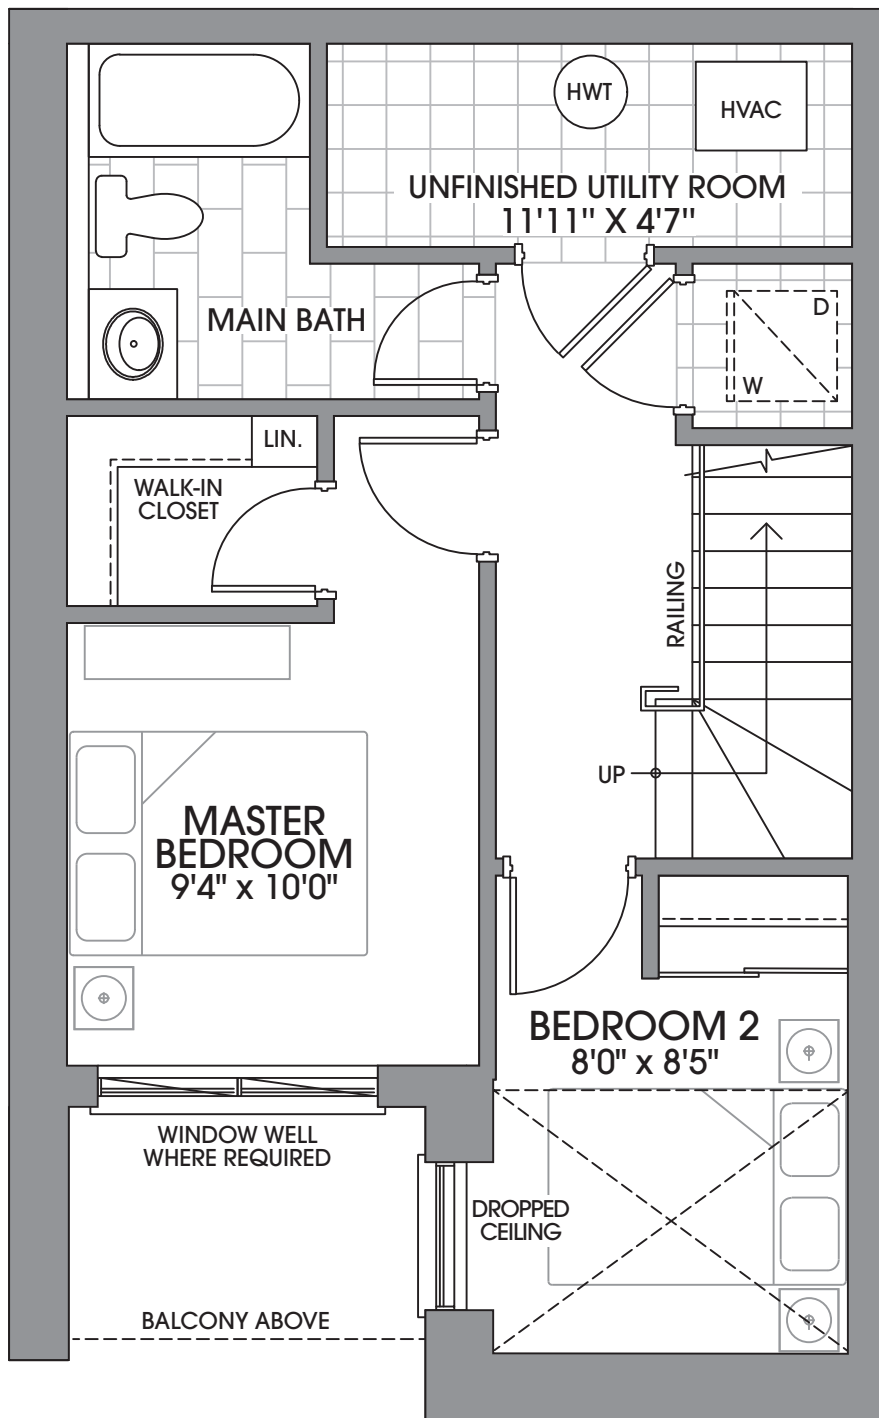 HWT
HVAC
UNFINISHED UTILITY ROOM
11'11" X 4'7"
MAIN BATH
D
W
LIN.
WALK-IN
CLOSET
RAILING
UP
MASTER
BEDROOM
9'4" x 10'0"
BEDROOM 2
8'0" x 8'5"
WINDOW WELL
WHERE REQUIRED
DROPPED
CEILING
BALCONY ABOVE